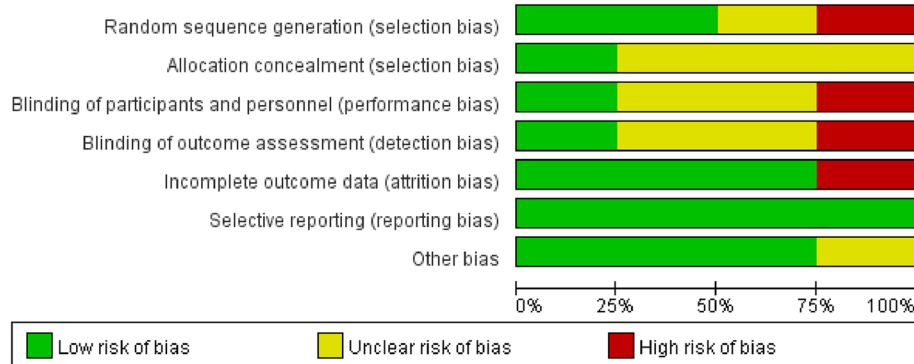 Random sequence generation (selection bias)
Allocation concealment (selection bias)
Blinding of participants and personnel (performance bias)
Blinding of outcome assessment (detection bias)
Incomplete outcome data (attrition bias)
Selective reporting (reporting bias)
Other bias
0% 25% 50% 75% 100%
Low risk of bias Unclear risk of bias High risk of bias